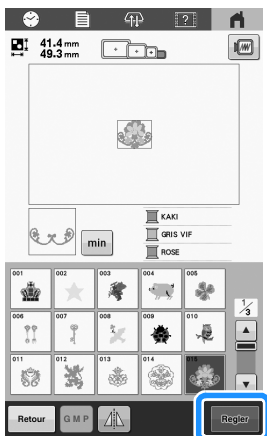 41.4 mm
49.3 mm
KAKI
GRIS VIF
ROSE
min
001 002 003 004 005
006 007 008 009 010
011 012 013 014 015
1/3
Retour GMP Regler